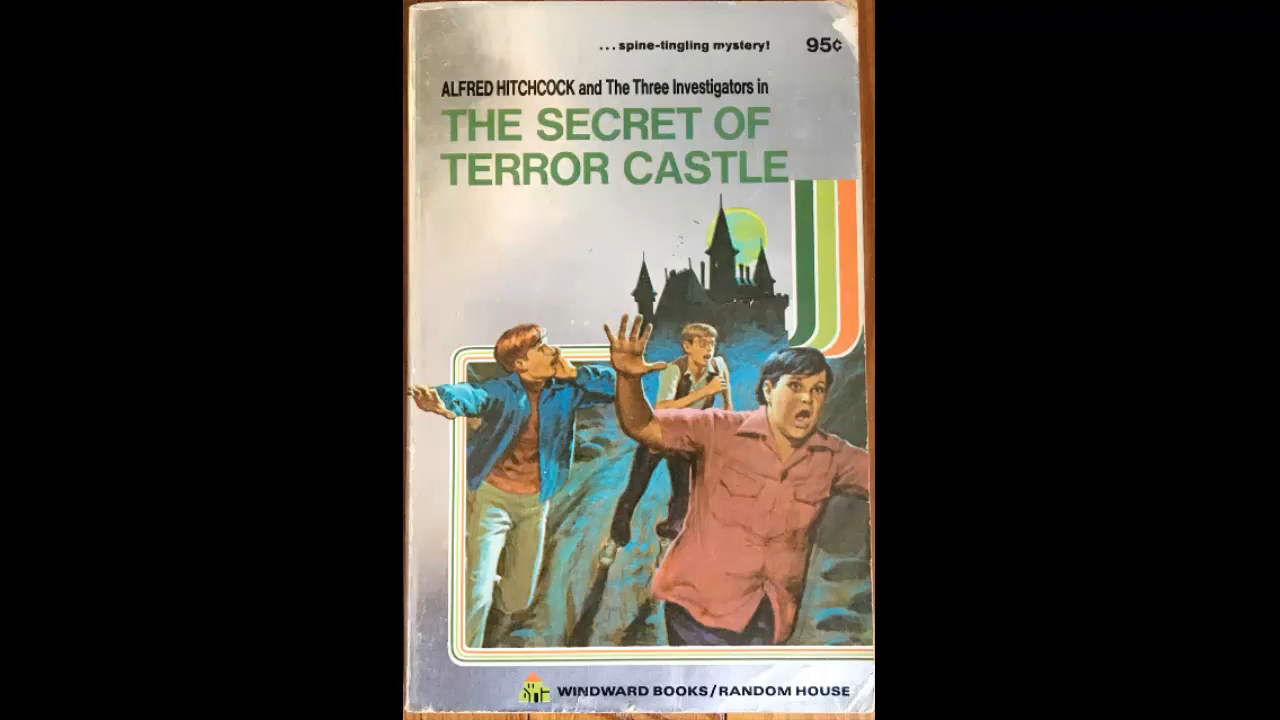 ...spine-tingling mystery!
95¢
ALFRED HITCHCOCK and The Three Investigators in
THE SECRET OF
TERROR CASTLE
WINDWARD BOOKS/RANDOM HOUSE